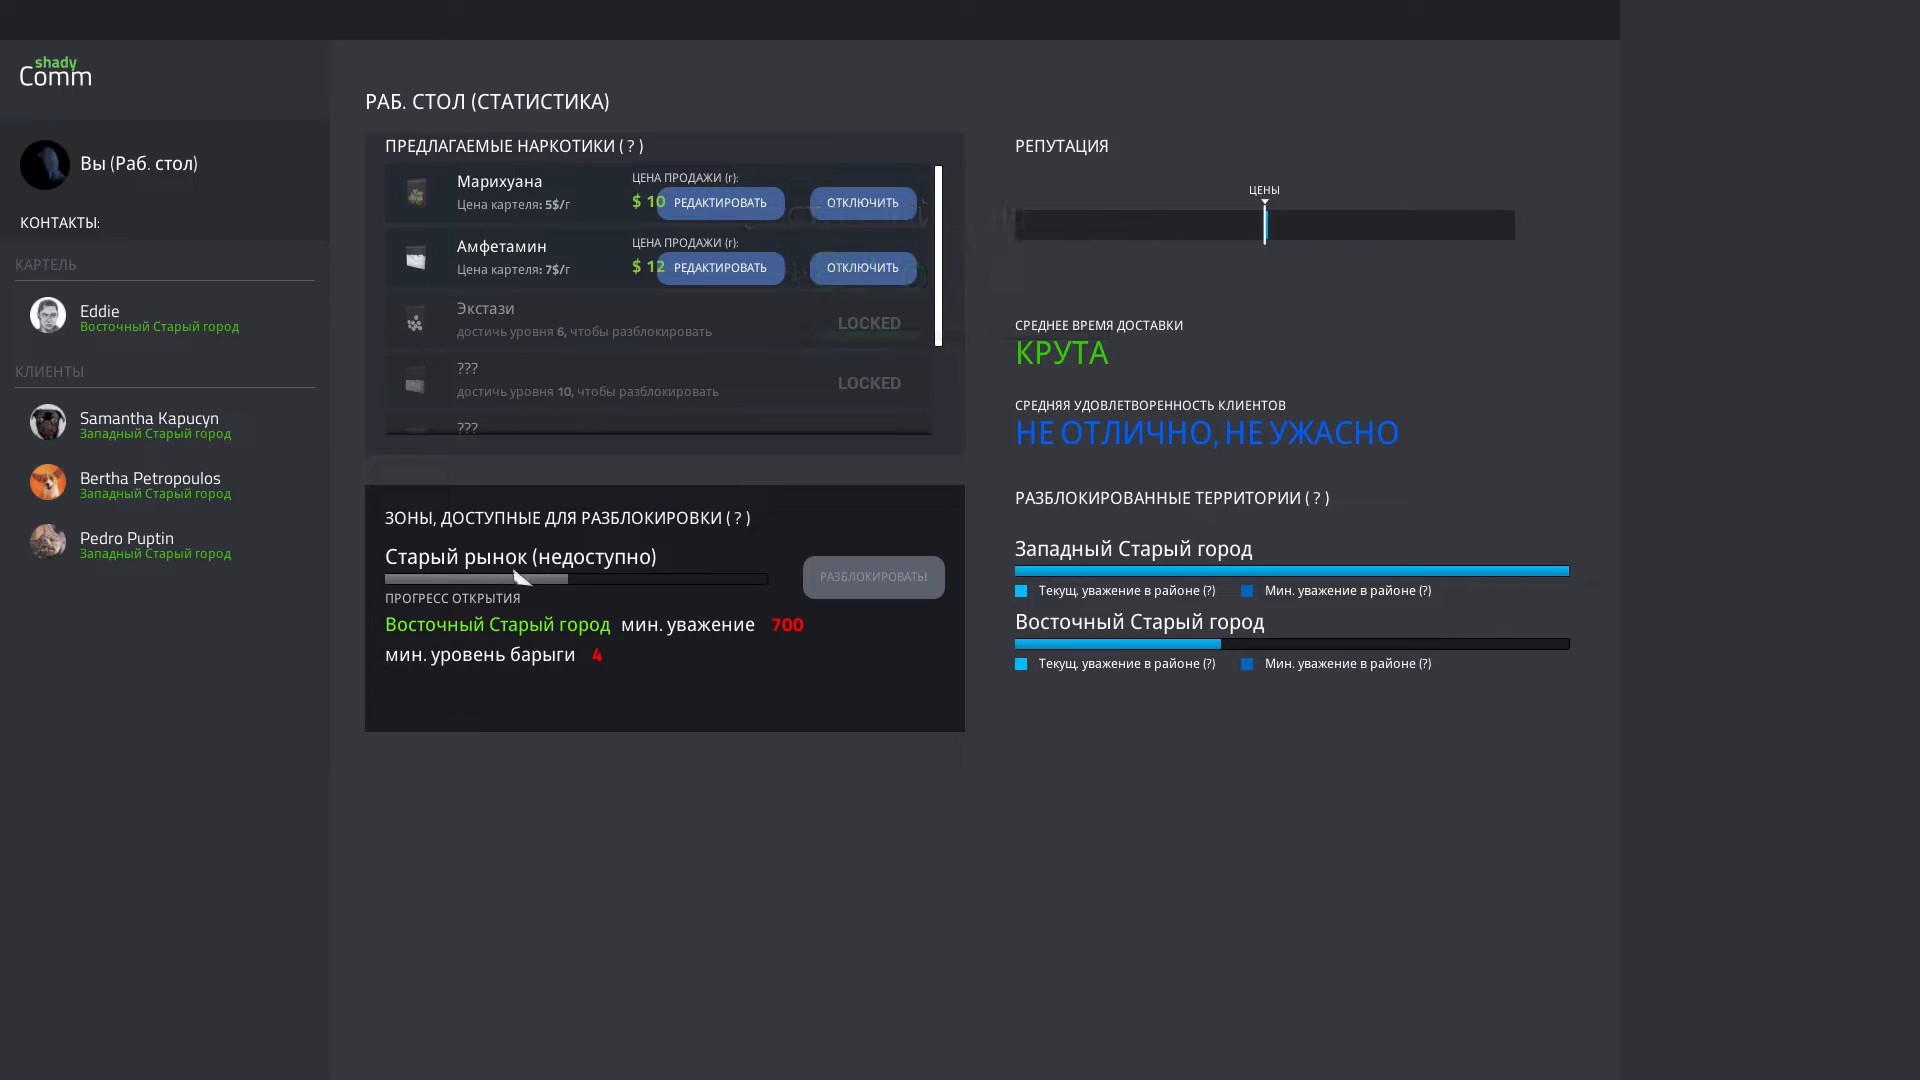 shady
Comm
Вы (Раб. стол)
КОНТАКТЫ:
КАРТЕЛЬ
Eddie
Восточный Старый город
КЛИЕНТЫ
Samantha Kapucyn
Западный Старый город
Bertha Petropoulos
Западный Старый город
Pedro Puptin
Западный Старый город
РАБ. СТОЛ (СТАТИСТИКА)
ПРЕДЛАГАЕМЫЕ НАРКОТИКИ ( ? )
Марихуана
Цена картеля: 5$/г
ЦЕНА ПРОДАЖИ (г):
$ 10
РЕДАКТИРОВАТЬ
ОТКЛЮЧИТЬ
Амфетамин
Цена картеля: 7$/г
ЦЕНА ПРОДАЖИ (г):
$ 12
РЕДАКТИРОВАТЬ
ОТКЛЮЧИТЬ
Экстази
достичь уровня 6, чтобы разблокировать
LOCKED
???
достичь уровня 10, чтобы разблокировать
LOCKED
???
ЗОНЫ, ДОСТУПНЫЕ ДЛЯ РАЗБЛОКИРОВКИ ( ? )
Старый рынок (недоступно)
РАЗБЛОКИРОВАТЬ!
ПРОГРЕСС ОТКРЫТИЯ
Восточный Старый город мин. уважение 700
мин. уровень барыги 4
РЕПУТАЦИЯ
ЦЕНЫ
СРЕДНЕЕ ВРЕМЯ ДОСТАВКИ
КРУТА
СРЕДНЯЯ УДОВЛЕТВОРЕННОСТЬ КЛИЕНТОВ
НЕ ОТЛИЧНО, НЕ УЖАСНО
РАЗБЛОКИРОВАННЫЕ ТЕРРИТОРИИ ( ? )
Западный Старый город
Текущ. уважение в районе (?) Мин. уважение в районе (?)
Восточный Старый город
Текущ. уважение в районе (?) Мин. уважение в районе (?)